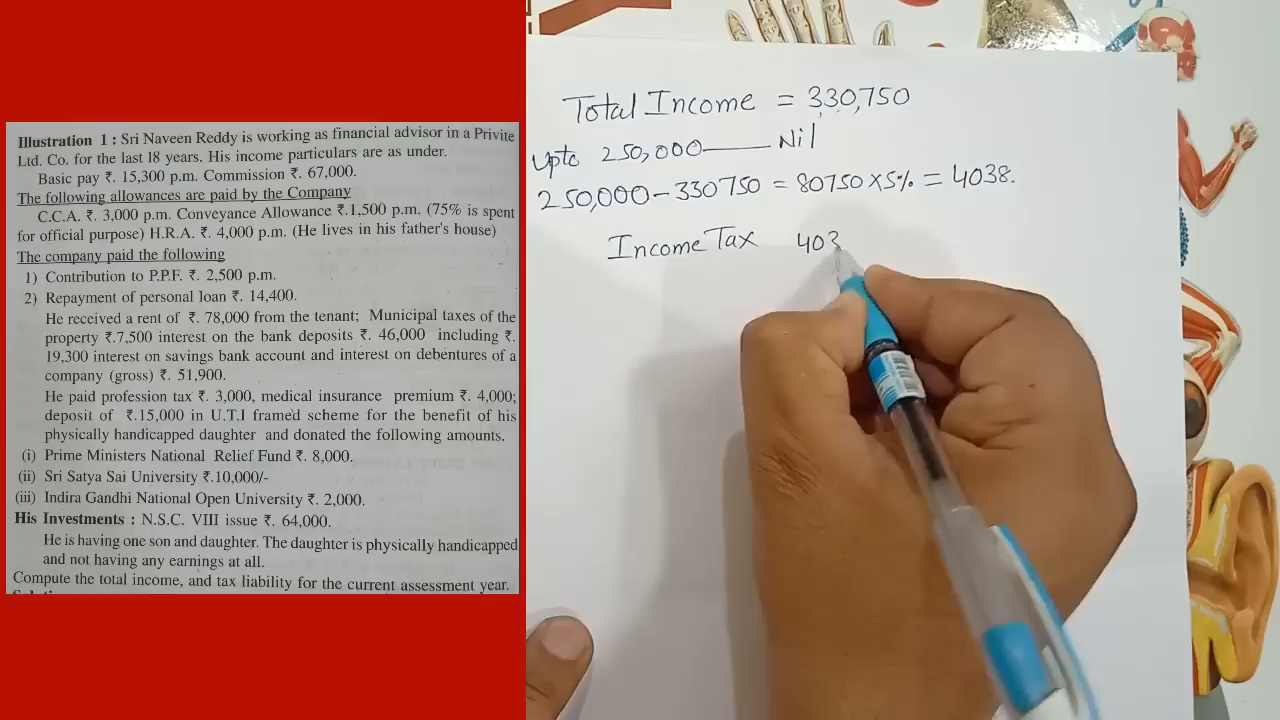 Illustration 1 : Sri Naveen Reddy is working as financial advisor in a Privite
Ltd. Co. for the last 18 years. His income particulars are as under.
Basic pay ₹. 15,300 p.m. Commission ₹. 67,000.
The following allowances are paid by the Company
C.C.A. ₹. 3,000 p.m. Conveyance Allowance ₹.1,500 p.m. (75% is spent
for official purpose) H.R.A. ₹. 4,000 p.m. (He lives in his father's house)
The company paid the following
1) Contribution to P.P.F. ₹. 2,500 p.m.
2) Repayment of personal loan ₹. 14,400.
He received a rent of ₹. 78,000 from the tenant; Municipal taxes of the
property ₹.7,500 interest on the bank deposits ₹. 46,000 including ₹.
19,300 interest on savings bank account and interest on debentures of a
company (gross) ₹. 51,900.
He paid profession tax ₹. 3,000, medical insurance premium ₹. 4,000;
deposit of ₹.15,000 in U.T.I framed scheme for the benefit of his
physically handicapped daughter and donated the following amounts.
(i) Prime Ministers National Relief Fund ₹. 8,000.
(ii) Sri Satya Sai University ₹.10,000/-
(iii) Indira Gandhi National Open University ₹. 2,000.
His Investments : N.S.C. VIII issue ₹. 64,000.
He is having one son and daughter. The daughter is physically handicapped
and not having any earnings at all.
Compute the total income, and tax liability for the current assessment year.
Total Income = 330,750
Upto 250,000—— Nil
250,000 - 330750 = 80750 × 5% = 4038.
Income Tax 403